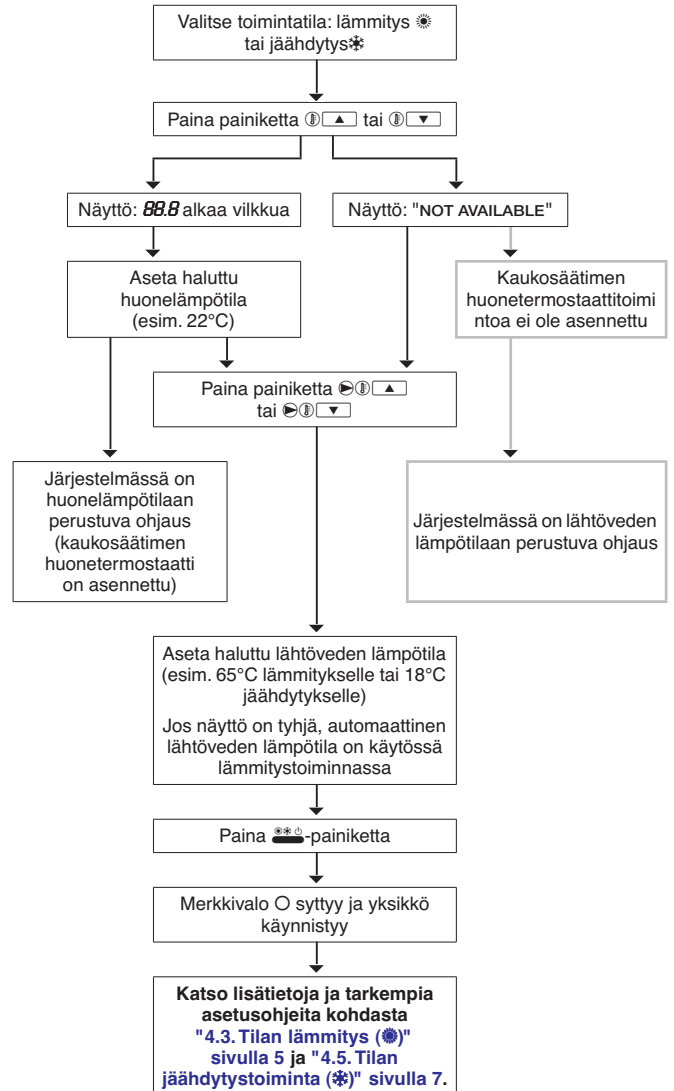 Valitse toimintatila: lämmitys ☀
tai jäähdytys❄
Paina painiketta ▲ tai ▼
Näyttö: 88.8 alkaa vilkkua
Näyttö: "NOT AVAILABLE"
Aseta haluttu
huonelämpötila
(esim. 22°C)
Kaukosäätimen
huonetermostaattitoimi
ntoa ei ole asennettu
Paina painiketta ▲
tai ▼
Järjestelmässä on
huonelämpötilaan
perustuva ohjaus
(kaukosäätimen
huonetermostaatti
on asennettu)
Järjestelmässä on lähtöveden
lämpötilaan perustuva ohjaus
Aseta haluttu lähtöveden lämpötila
(esim. 65°C lämmitykselle tai 18°C
jäähdytykselle)
Jos näyttö on tyhjä, automaattinen
lähtöveden lämpötila on käytössä
lämmitystoiminnassa
Paina -painiketta
Merkkivalo O syttyy ja yksikkö
käynnistyy
Katso lisätietoja ja tarkempia
asetusohjeita kohdasta
"4.3. Tilan lämmitys (☀)"
sivulla 5 ja "4.5. Tilan
jäähdytystoiminta (❄)" sivulla 7.